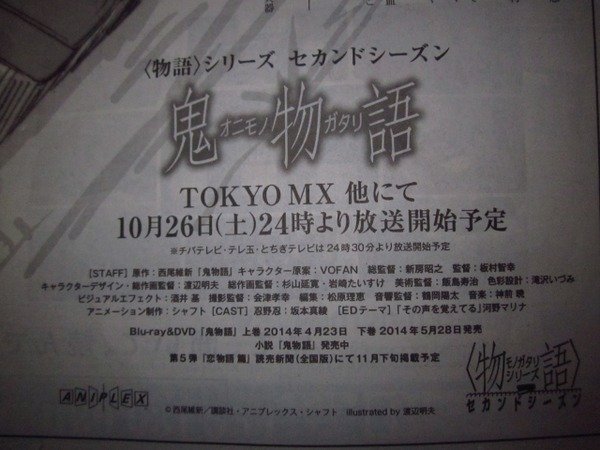 〈物語〉シリーズ セカンドシーズン
鬼オニモノ物ガタリ語
TOKYO MX 他にて
10月26日(土)24時より放送開始予定
※チバテレビ・テレ玉・とちぎテレビは24時30分より放送開始予定
[STAFF] 原作:西尾維新『鬼物語』キャラクター原案:VOFAN 総監督:新房昭之 監督:板村智幸
キャラクターデザイン・総作画監督:渡辺明夫 総作画監督:杉山延寛・岩崎たいすけ 美術監督:飯島寿治 色彩設計:滝沢いづみ
ビジュアルエフェクト:酒井 基 撮影監督:会津孝幸 編集:松原理恵 音響監督:鶴岡陽太 音楽:神前 暁
アニメーション制作:シャフト [CAST] 忍野忍:坂本真綾 [EDテーマ]「その声を覚えてる」河野マリナ
Blu-ray&DVD『鬼物語』上巻 2014年4月23日 下巻 2014年5月28日発売
小説『鬼物語』発売中
第5弾『恋物語 篇』読売新聞(全国版)にて11月下旬掲載予定
〈物モノガタリシリーズ語〉
セカンドシーズン
ANIPLEX
©西尾維新/講談社・アニプレックス・シャフト illustrated by 渡辺明夫